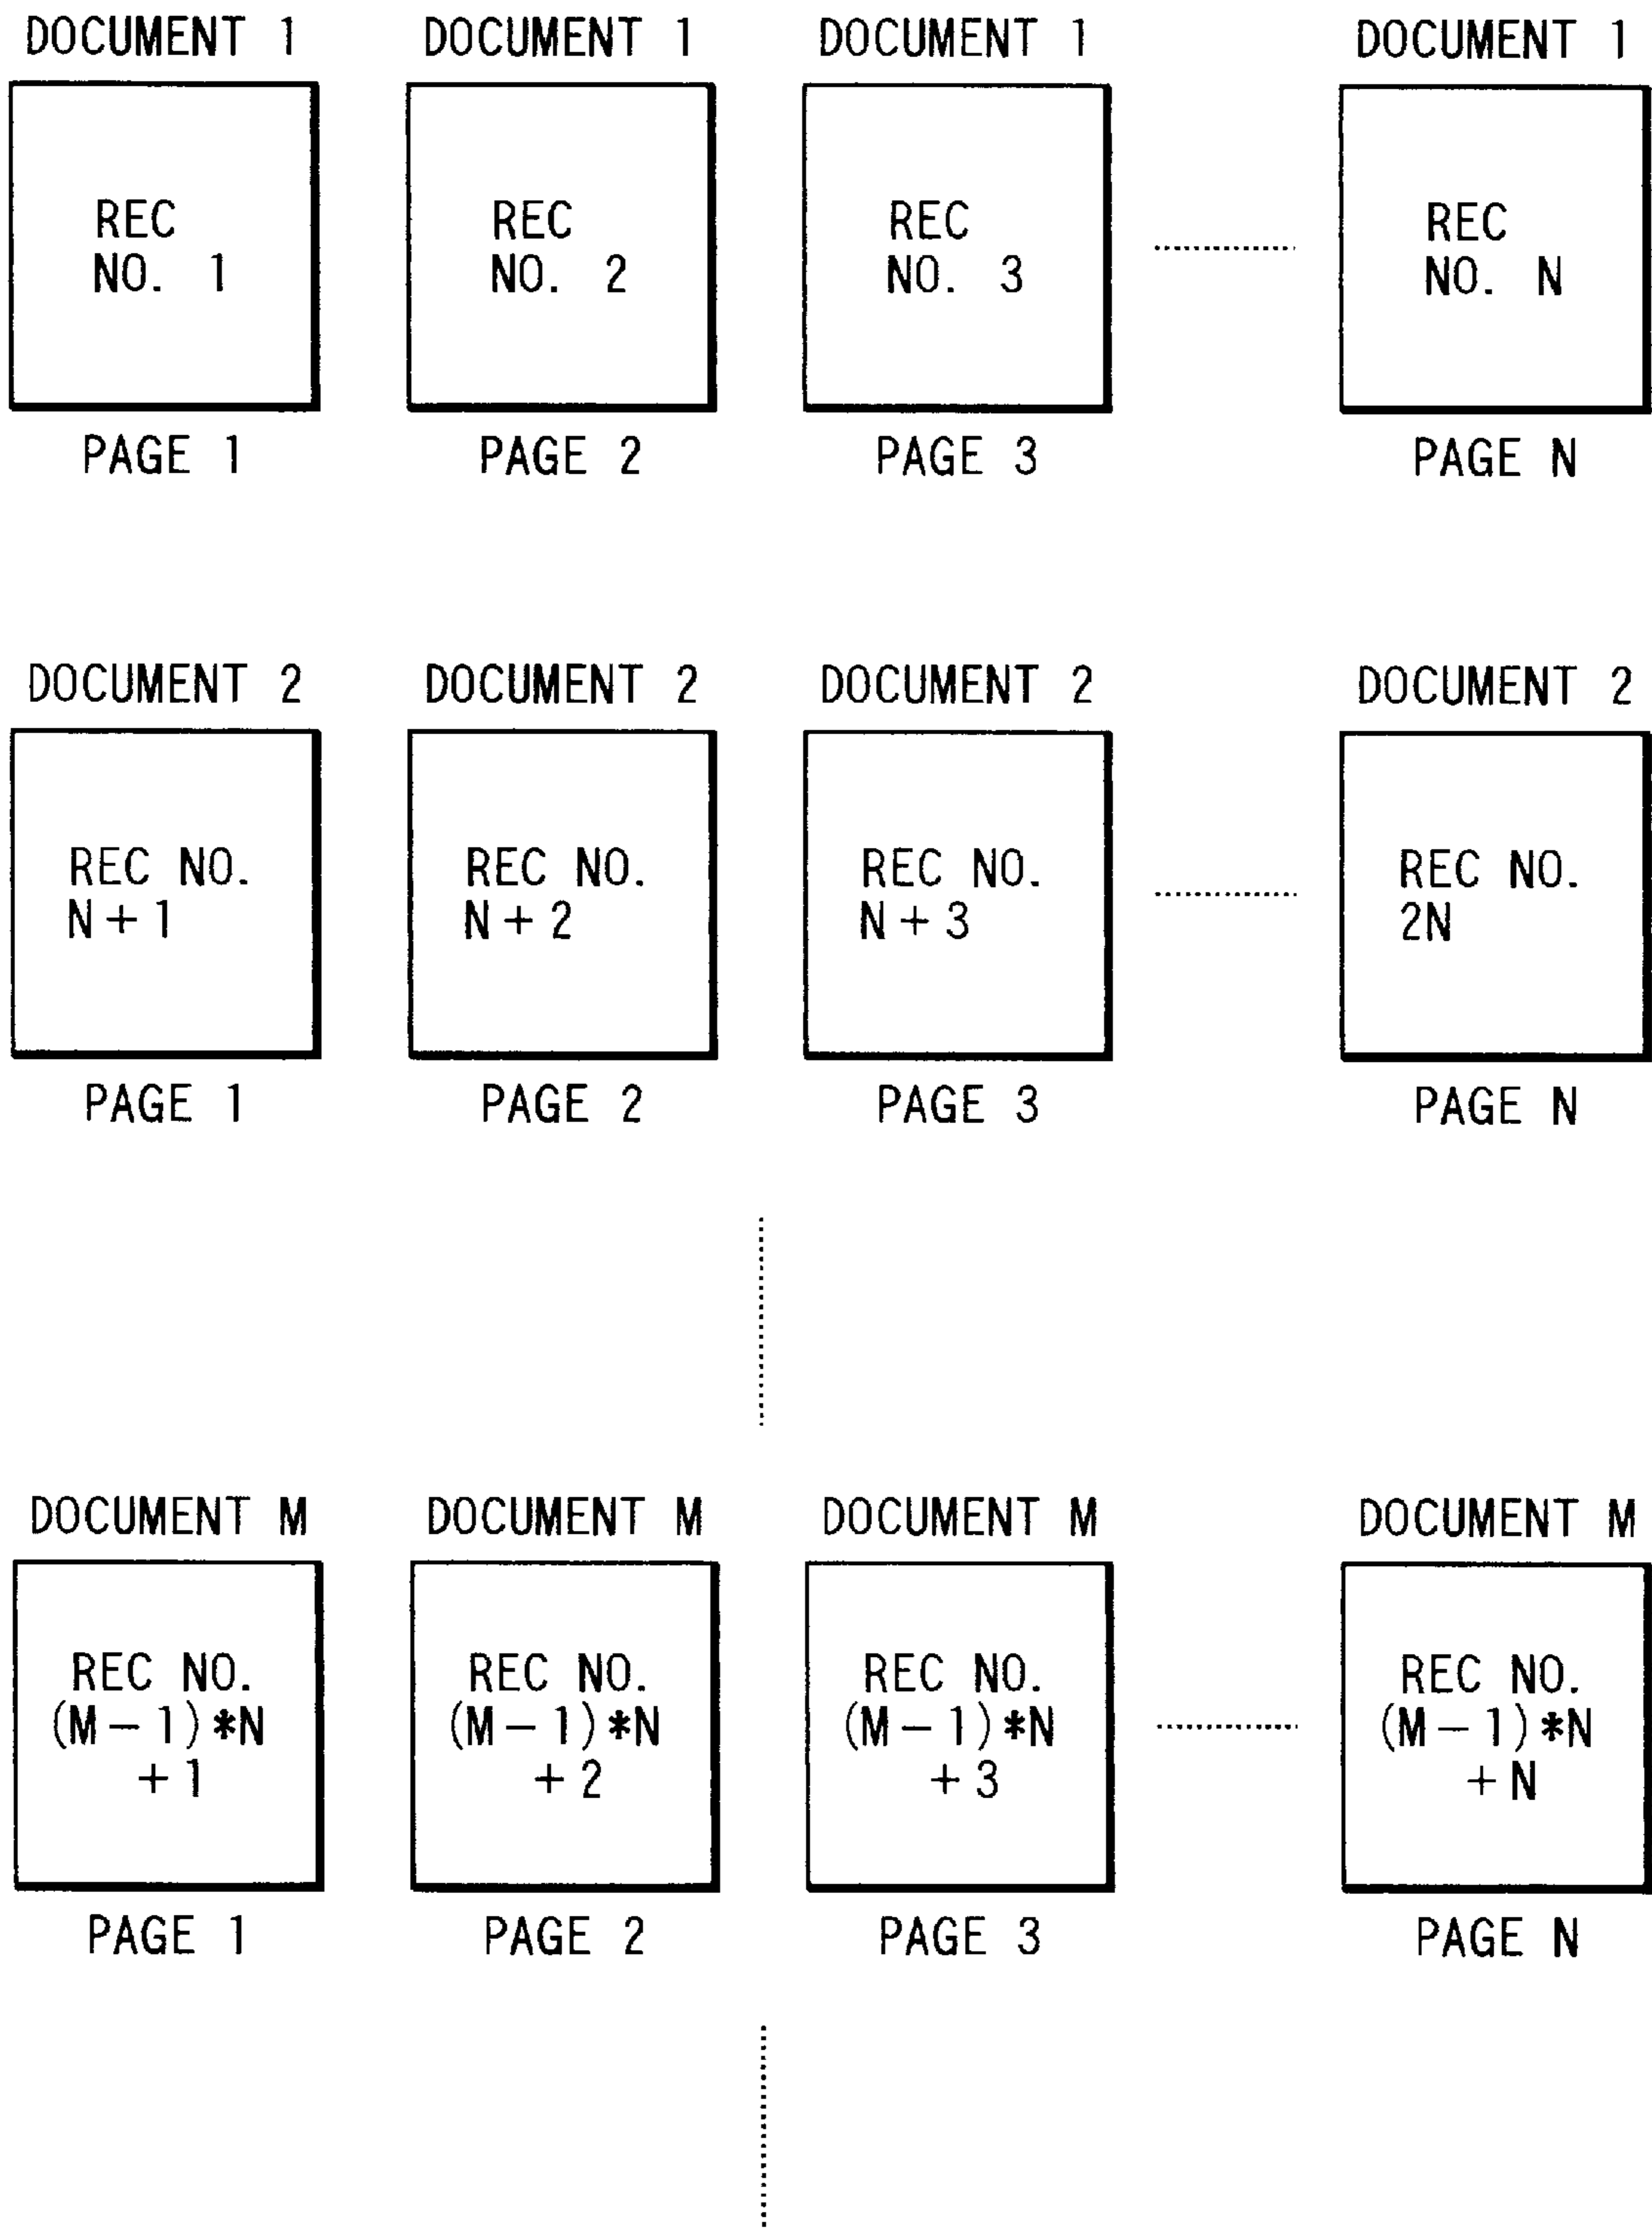 DOCUMENT 1 DOCUMENT 1 DOCUMENT 1 DOCUMENT 1
REC REC REC REC
NO. 1 NO. 2 NO. 3 NO. N
PAGE 1 PAGE 2 PAGE 3 PAGE N
DOCUMENT 2 DOCUMENT 2 DOCUMENT 2 DOCUMENT 2
REC NO. REC NO. REC NO. REC NO.
N+1 N+2 N+3 2N
PAGE 1 PAGE 2 PAGE 3 PAGE N
DOCUMENT M DOCUMENT M DOCUMENT M DOCUMENT M
REC NO. REC NO. REC NO. REC NO.
(M-1)*N (M-1)*N (M-1)*N (M-1)*N
+1 +2 +3 +N
PAGE 1 PAGE 2 PAGE 3 PAGE N